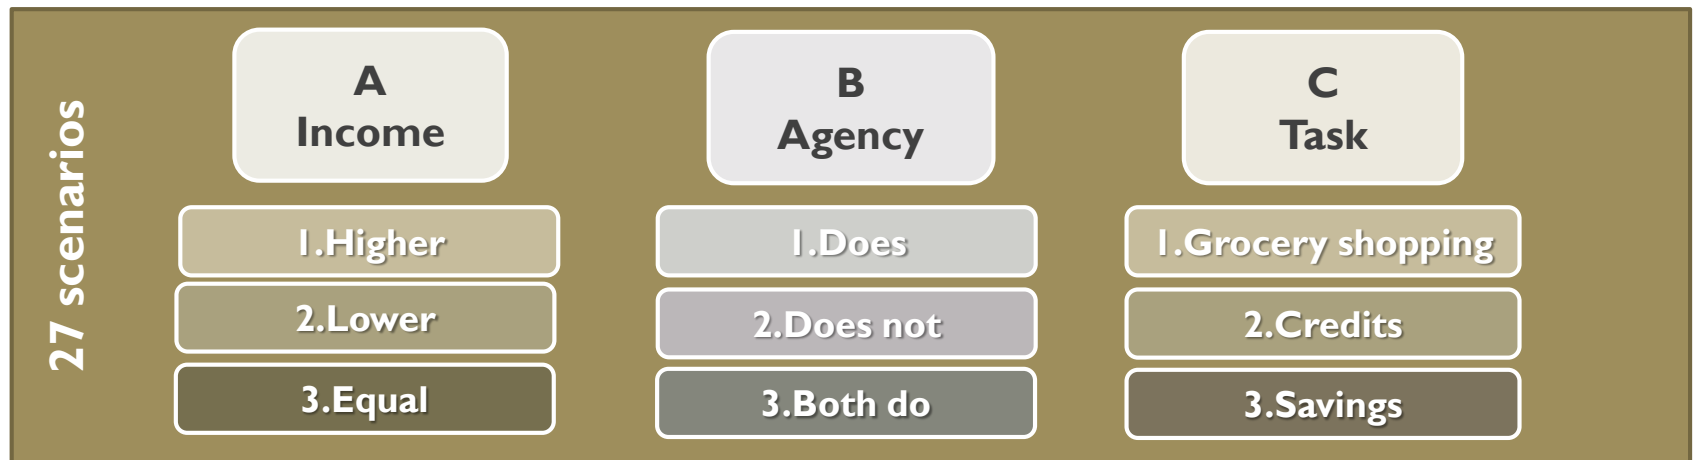 27 scenarios
A
Income
1.Higher
2.Lower
3.Equal
B
Agency
1.Does
2.Does not
3.Both do
C
Task
1.Grocery shopping
2.Credits
3.Savings